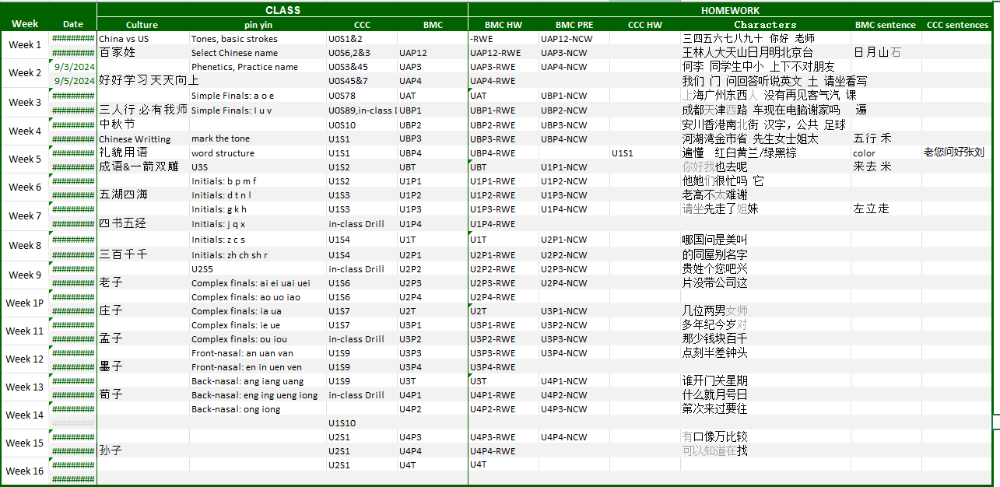 CLASS HOMEWORK
Week Date Culture pin yin CCC BMC BMC HW BMC PRE CCC HW Characters BMC sentence CCC sentences
Week 1 ######### China vs US Tones, basic strokes U0S1&2 -RWE UAP12-NCW 三四五六七八九十 你好 老师
######### 百家姓 Select Chinese name U0S6,2&3 UAP12 UAP12-RWE UAP3-NCW 王林人大天山日月明北京台 日月山石
Week 2 9/3/2024 Phenetics, Practice name U0S3&45 UAP3 UAP3-RWE UAP4-NCW 何李 同学生中小 上下不对朋友
9/5/2024 好好学习天天向上 U0S45&7 UAP4 UAP4-RWE 我们 门 问回答听说英文 土 请坐看写
Week 3 ######### Simple Finals: a o e U0S78 UAT UAT UBP1-NCW 上海广州东西人 没有再见客气汽 课
######### 三人行 必有我师 Simple Finals: I u v U0S89,in-class UBP1 UBP1-RWE UBP2-NCW 成都天津西路 车现在电脑谢家吗 遍
Week 4 ######### 中秋节 U0S10 UBP2 UBP2-RWE UBP3-NCW 安川香港南北街 汉字，公共 足球
######### Chinese Writting mark the tone U1S1 UBP3 UBP3-RWE UBP4-NCW 河湖湾金市省 先生女士姐太 五行 禾
Week 5 ######### 礼貌用语 word structure U1S1 UBP4 UBP4-RWE U1S1 遍懂 红白黄兰/绿黑棕 color 老您问好张刘
######### 成语&一箭双雕 U3S U1S2 UBT UBT U1P1-NCW 你好我也去呢 来去 米
Week 6 ######### Initials: b p m f U1S2 U1P1 U1P1-RWE U1P2-NCW 他她们很忙吗 它
######### 五湖四海 Initials: d t n l U1S3 U1P2 U1P2-RWE U1P3-NCW 老高不太难谢
Week 7 ######### Initials: g k h U1S3 U1P3 U1P3-RWE U1P4-NCW 请坐先走了姐妹 左立走
######### 四书五经 Initials: j q x in-class Drill U1P4 U1P4-RWE
Week 8 ######### Initials: z c s U1S4 U1T U1T U2P1-NCW 哪国问是美叫
######### 三百千千 Initials: zh ch sh r U1S4 U2P1 U2P1-RWE U2P2-NCW 的同屋别名字
Week 9 ######### U2S5 in-class Drill U2P2 U2P2-RWE U2P3-NCW 贵姓个您吧兴
######### 老子 Complex finals: ai ei uai uei U1S6 U2P3 U2P3-RWE U2P4-NCW 片没带公司这
Week 1P ######### Complex finals: ao uo iao U1S6 U2P4 U2P4-RWE
######### 庄子 Complex finals: ia ua U1S7 U2T U2T U3P1-NCW 几位两男女师
Week 11 ######### Complex finals: ie ue U1S7 U3P1 U3P1-RWE U3P2-NCW 多年纪今岁对
######### 孟子 Complex finals: ou iou in-class Drill U3P2 U3P2-RWE U3P3-NCW 那少钱块百千
Week 12 ######### Front-nasal: an uan van U1S9 U3P3 U3P3-RWE U3P4-NCW 点刻半差钟头
######### 墨子 Front-nasal: en in uen ven U1S9 U3P4 U3P4-RWE
Week 13 ######### Back-nasal: ang iang uang U1S9 U3T U3T U4P1-NCW 谁开门关星期
######### 荀子 Back-nasal: eng ing ueng iong in-class Drill U4P1 U4P1-RWE U4P2-NCW 什么就月号日
Week 14 ######### Back-nasal: ong iong U4P2 U4P2-RWE U4P3-NCW 第次来过要往
######### U1S10
Week 15 ######### U2S1 U4P3 U4P3-RWE U4P4-NCW 有口像万比较
######### 孙子 U2S1 U4P4 U4P4-RWE 可以知道在找
Week 16 ######### U2S1 U4T U4T
#########